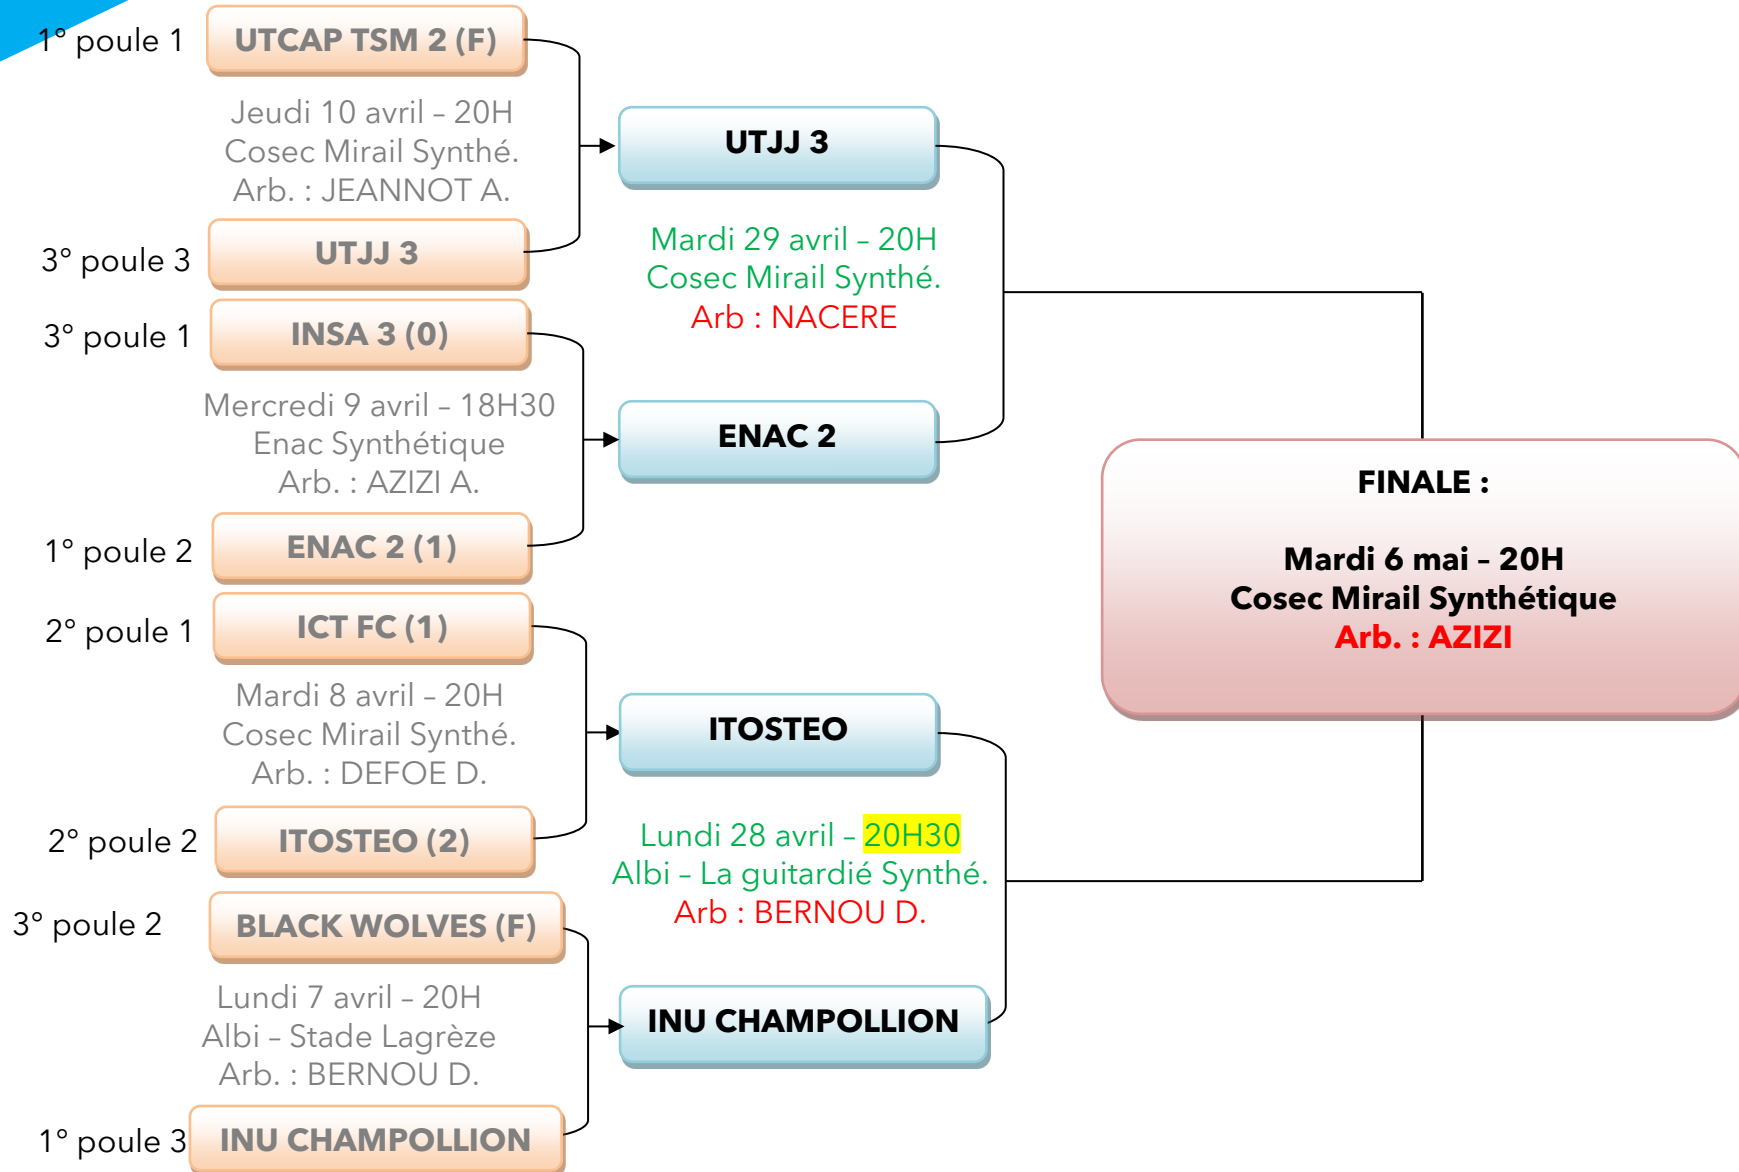 1° poule 1
UTCAP TSM 2 (F)
Jeudi 10 avril – 20H
Cosec Mirail Synthé.
Arb. : JEANNOT A.
3° poule 3
UTJJ 3
3° poule 1
INSA 3 (0)
Mercredi 9 avril – 18H30
Enac Synthétique
Arb. : AZIZI A.
1° poule 2
ENAC 2 (1)
2° poule 1
ICT FC (1)
Mardi 8 avril – 20H
Cosec Mirail Synthé.
Arb. : DEFOE D.
2° poule 2
ITOSTEO (2)
3° poule 2
BLACK WOLVES (F)
Lundi 7 avril – 20H
Albi – Stade Lagrèze
Arb. : BERNOU D.
1° poule 3
INU CHAMPOLLION
UTJJ 3
Mardi 29 avril – 20H
Cosec Mirail Synthé.
Arb : NACERE
ENAC 2
ITOSTEO
Lundi 28 avril – 20H30
Albi – La guitardié Synthé.
Arb : BERNOU D.
INU CHAMPOLLION
FINALE :
Mardi 6 mai – 20H
Cosec Mirail Synthétique
Arb. : AZIZI